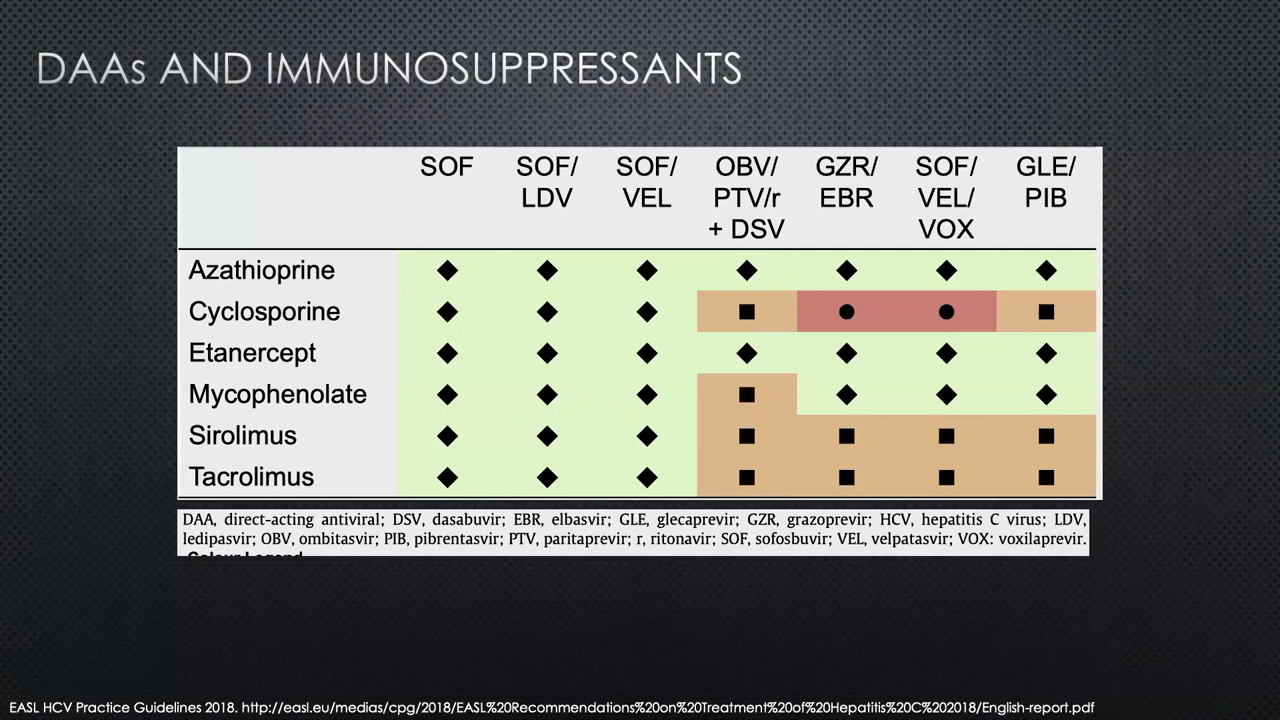 DAAs AND IMMUNOSUPPRESSANTS
SOF SOF/ SOF/ OBV/ GZR/ SOF/ GLE/
LDV VEL PTV/r EBR VEL/ PIB
+ DSV VOX
Azathioprine ◆ ◆ ◆ ◆ ◆ ◆ ◆
Cyclosporine ◆ ◆ ◆ ■ ● ● ■
Etanercept ◆ ◆ ◆ ◆ ◆ ◆ ◆
Mycophenolate ◆ ◆ ◆ ■ ◆ ◆ ◆
Sirolimus ◆ ◆ ◆ ■ ■ ■ ■
Tacrolimus ◆ ◆ ◆ ■ ■ ■ ■
DAA, direct-acting antiviral; DSV, dasabuvir; EBR, elbasvir; GLE, glecaprevir; GZR, grazoprevir; HCV, hepatitis C virus; LDV,
ledipasvir; OBV, ombitasvir; PIB, pibrentasvir; PTV, paritaprevir; r, ritonavir; SOF, sofosbuvir; VEL, velpatasvir; VOX: voxilaprevir.
Colour Legend
EASL HCV Practice Guidelines 2018. http://easl.eu/medias/cpg/2018/EASL%20Recommendations%20on%20Treatment%20of%20Hepatitis%20C%202018/English-report.pdf